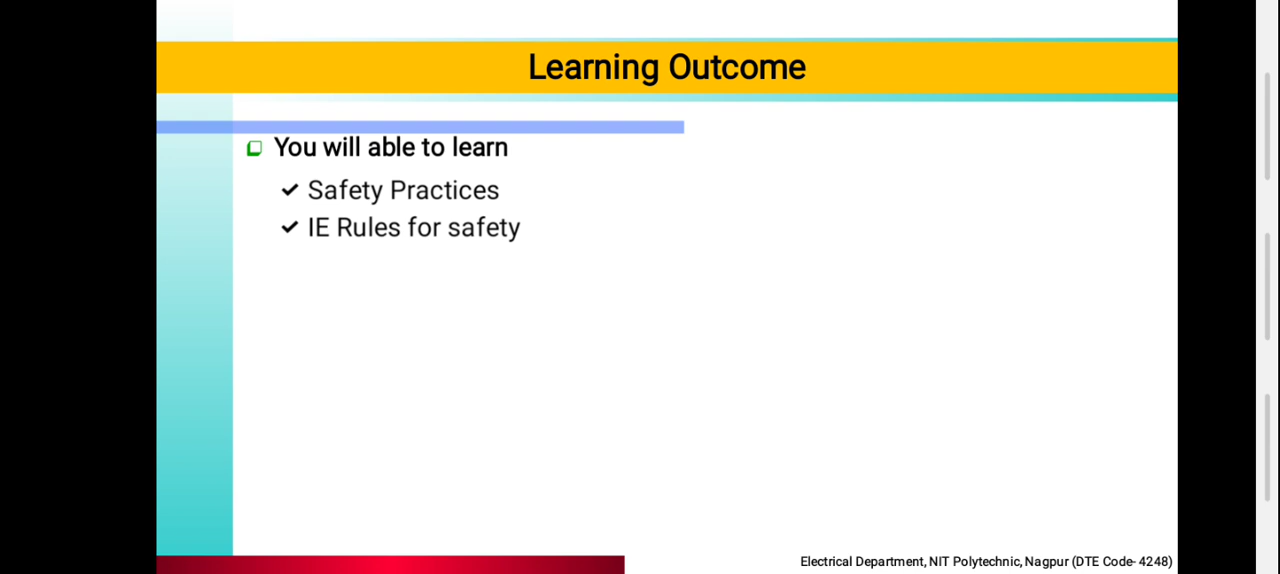 Learning Outcome
You will able to learn
Safety Practices
IE Rules for safety
Electrical Department, NIT Polytechnic, Nagpur (DTE Code- 4248)